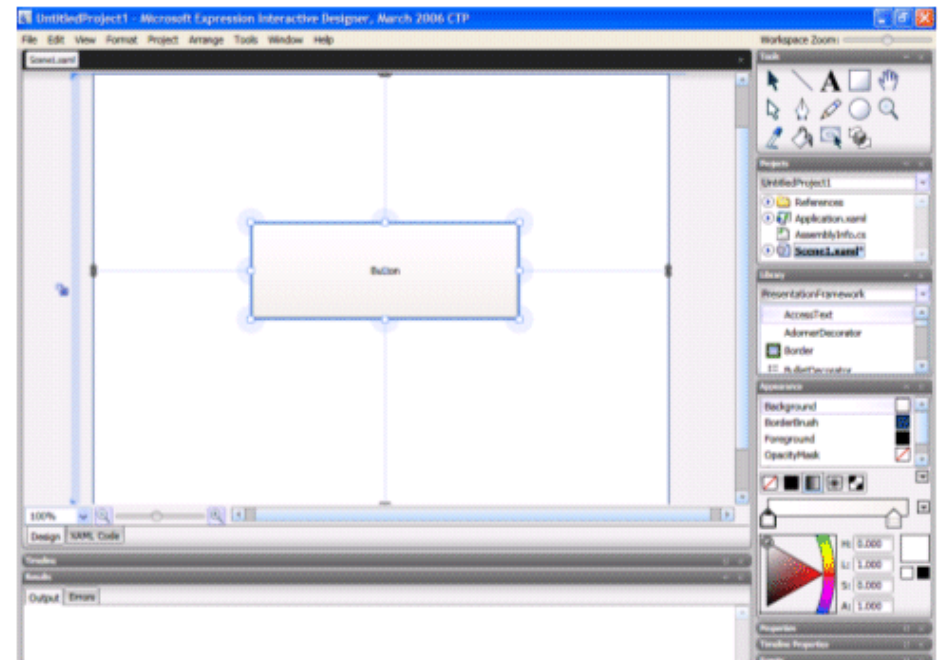 UntitledProject1 - Microsoft Expression Interactive Designer, March 2006 CTP
File Edit View Format Project Arrange Tools Window Help
Workspace Zoom:
Scene1.xaml
Tools
A
Projects
UntitledProject1
References
Application.xaml
AssemblyInfo.cs
Scene1.xaml*
Button
Library
PresentationFramework
AccessText
AdornerDecorator
Border
BulletDecorator
Appearance
Background
BorderBrush
Foreground
OpacityMask
100%
Design XAML Code
H: 0.000
L: 1.000
S: 0.000
A: 1.000
Timeline
Results
Output Errors
Properties
Timeline Properties